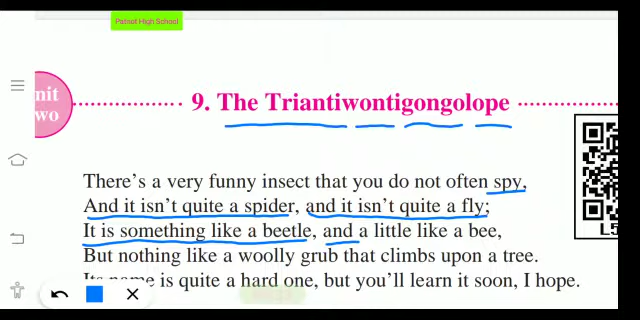 Patriot High School
nit
wo
9. The Triantiwontigongolope
There's a very funny insect that you do not often spy,
And it isn't quite a spider, and it isn't quite a fly;
It is something like a beetle, and a little like a bee,
But nothing like a woolly grub that climbs upon a tree.
Its name is quite a hard one, but you'll learn it soon, I hope.